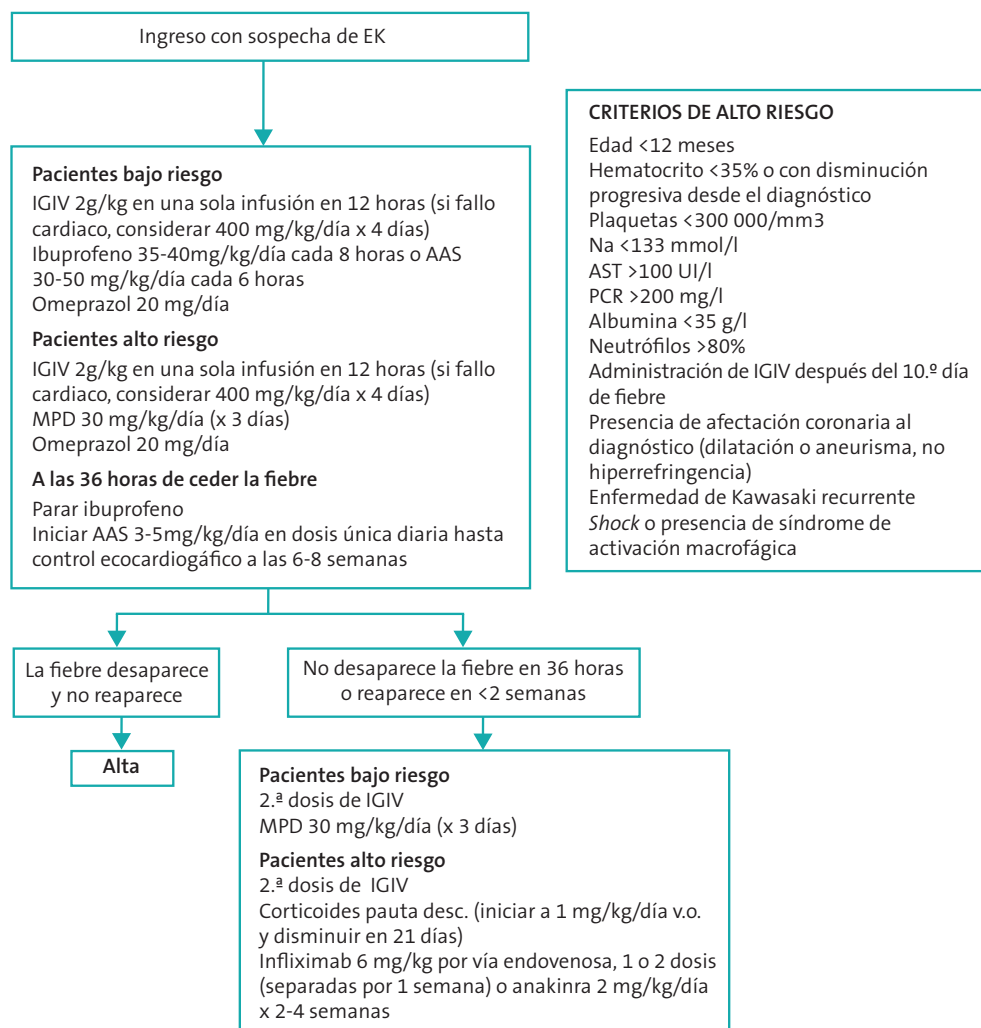 Ingreso con sospecha de EK
Pacientes bajo riesgo
IGIV 2g/kg en una sola infusión en 12 horas (si fallo
cardiaco, considerar 400 mg/kg/día x 4 días)
Ibuprofeno 35-40mg/kg/día cada 8 horas o AAS
30-50 mg/kg/día cada 6 horas
Omeprazol 20 mg/día
Pacientes alto riesgo
IGIV 2g/kg en una sola infusión en 12 horas (si fallo
cardiaco, considerar 400 mg/kg/día x 4 días)
MPD 30 mg/kg/día (x 3 días)
Omeprazol 20 mg/día
A las 36 horas de ceder la fiebre
Parar ibuprofeno
Iniciar AAS 3-5mg/kg/día en dosis única diaria hasta
control ecocardiogáfico a las 6-8 semanas
CRITERIOS DE ALTO RIESGO
Edad <12 meses
Hematocrito <35% o con disminución
progresiva desde el diagnóstico
Plaquetas <300 000/mm3
Na <133 mmol/l
AST >100 UI/l
PCR >200 mg/l
Albumina <35 g/l
Neutrófilos >80%
Administración de IGIV después del 10.º día
de fiebre
Presencia de afectación coronaria al
diagnóstico (dilatación o aneurisma, no
hiperrefringencia)
Enfermedad de Kawasaki recurrente
Shock o presencia de síndrome de
activación macrofágica
La fiebre desaparece
y no reaparece
No desaparece la fiebre en 36 horas
o reaparece en <2 semanas
Alta
Pacientes bajo riesgo
2.ª dosis de IGIV
MPD 30 mg/kg/día (x 3 días)
Pacientes alto riesgo
2.ª dosis de IGIV
Corticoides pauta desc. (iniciar a 1 mg/kg/día v.o.
y disminuir en 21 días)
Infliximab 6 mg/kg por vía endovenosa, 1 o 2 dosis
(separadas por 1 semana) o anakinra 2 mg/kg/día
x 2-4 semanas